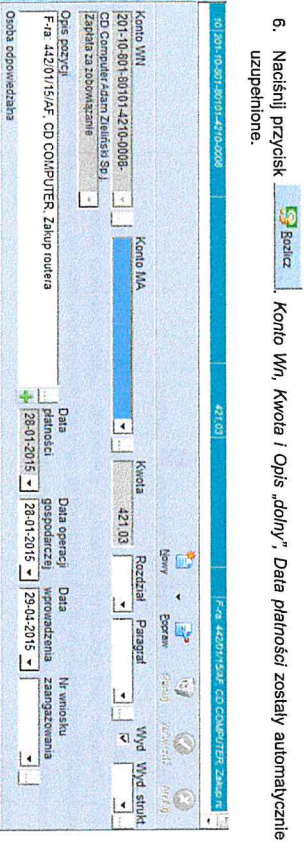 6. Naciśnij przycisk Rozlicz . Konto Wn, Kwota i Opis „dolny”, Data płatności zostały automatycznie
uzupełnione.
10 201-10-801-80101-4210-0006 421,03 F-ra: 442/01/15/AF, CD COMPUTER, Zakup ro
Nowy Popraw
Konto WN Konto MA Kwota Rozdział Paragraf Wyd Wyd. strukt.
201-10-801-80101-4210-0006- 421,03
CD Computer Adam Zieliński Sp.j.
Zapłata za zobowiązanie
Opis pozycji Data płatności Data operacji gospodarczej Data wprowadzenia Nr wniosku zaangażowania
F-ra: 442/01/15/AF, CD COMPUTER, Zakup routera 28-01-2015 28-01-2015 29-04-2015
Osoba odpowiedzialna